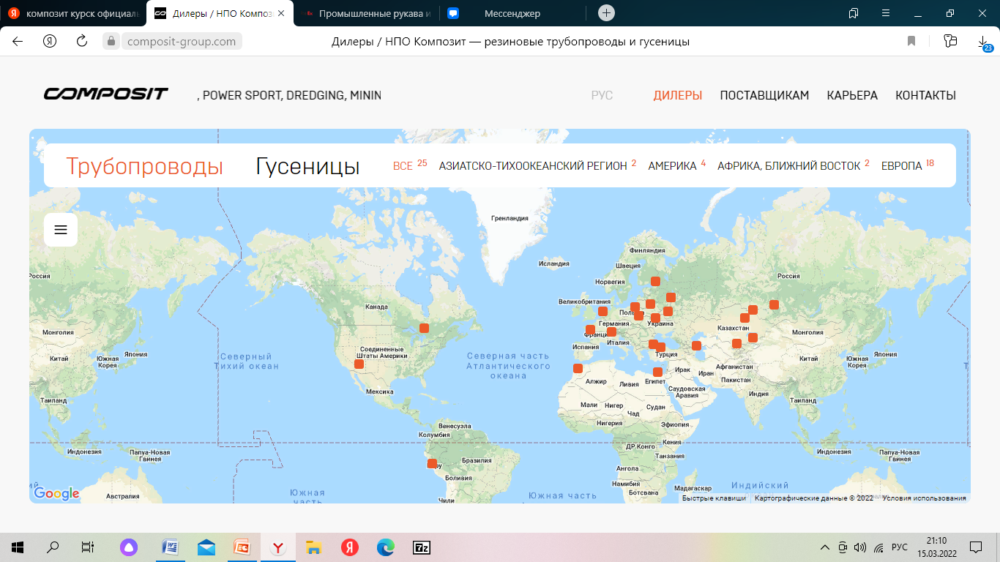 композит курск официаль
Дилеры / НПО Композ
Промышленные рукава и
Мессенджер
composit-group.com
Дилеры / НПО Композит — резиновые трубопроводы и гусеницы
23
COMPOSIT
, POWER SPORT, DREDGING, MININ
РУС
ДИЛЕРЫ
ПОСТАВЩИКАМ
КАРЬЕРА
КОНТАКТЫ
Трубопроводы
Гусеницы
ВСЕ 25
АЗИАТСКО-ТИХООКЕАНСКИЙ РЕГИОН 2
АМЕРИКА 4
АФРИКА, БЛИЖНИЙ ВОСТОК 2
ЕВРОПА 18
Гренландия
Финляндия
Исландия
Швеция
Россия
Россия
Норвегия
Великобритания
Канада
Германия
Украина
Казахстан
Монголия
Монголия
Италия
Испания
Турция
Соединенные
Штаты Америки
Северный
Тихий океан
Северная часть
Атлантического
океана
Китай
Южная
Корея
Япония
Китай
Южная
Корея
Япония
Афганистан
Ирак
Иран
Пакистан
Алжир
Ливия
Египет
Саудовская
Аравия
Мексика
Индия
Таиланд
Таиланд
Мали
Нигер
Судан
Чад
Нигерия
Эфиопия
Венесуэла
Колумбия
ДР Конго
Кения
Танзания
Индонезия
Папуа-Новая
Гвинея
Индонезия
Папуа-Новая
Гвинея
Бразилия
Боливия
Ангола
Намибия
Ботсвана
Мадагаскар
Индийский
Австралия
Южная
часть
Чили
Южная часть
Google
Быстрые клавиши
Картографические данные © 2022
Условия использования
РУС
21:10
15.03.2022